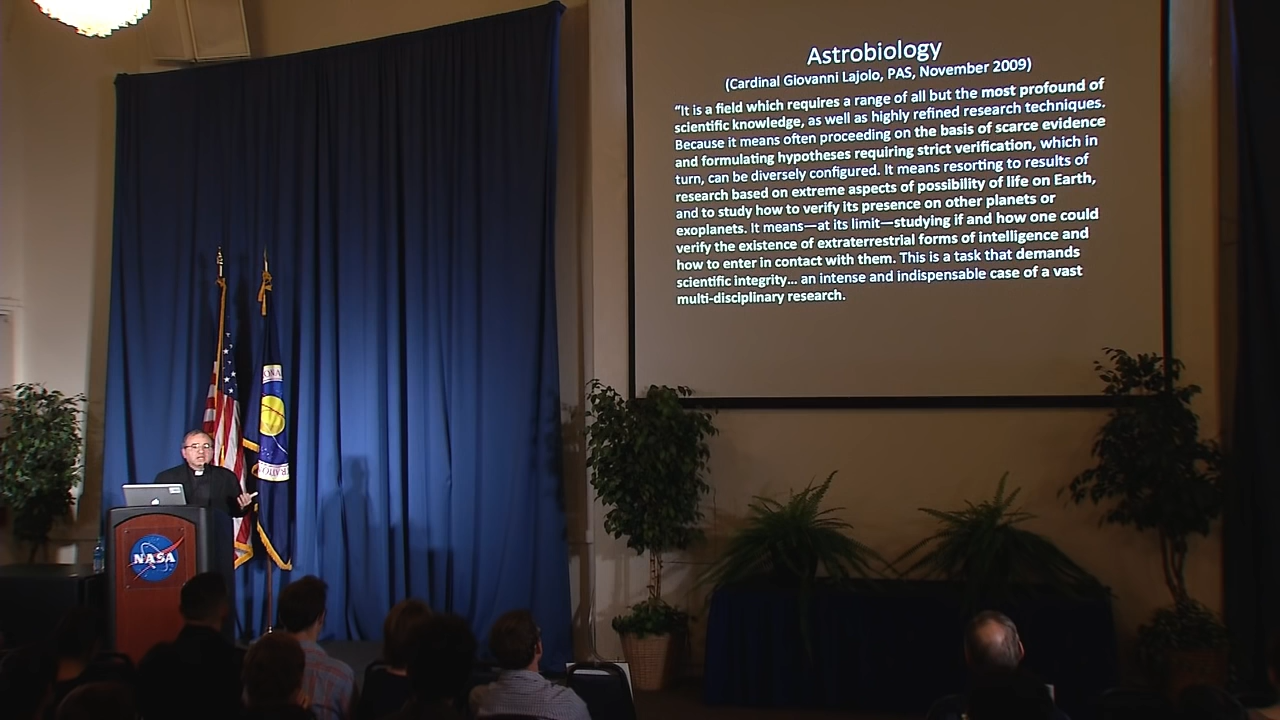 Astrobiology
(Cardinal Giovanni Lajolo, PAS, November 2009)
“It is a field which requires a range of all but the most profound of
scientific knowledge, as well as highly refined research techniques.
Because it means often proceeding on the basis of scarce evidence
and formulating hypotheses requiring strict verification, which in
turn, can be diversely configured. It means resorting to results of
research based on extreme aspects of possibility of life on Earth,
and to study how to verify its presence on other planets or
exoplanets. It means—at its limit—studying if and how one could
verify the existence of extraterrestrial forms of intelligence and
how to enter in contact with them. This is a task that demands
scientific integrity... an intense and indispensable case of a vast
multi-disciplinary research.
NASA